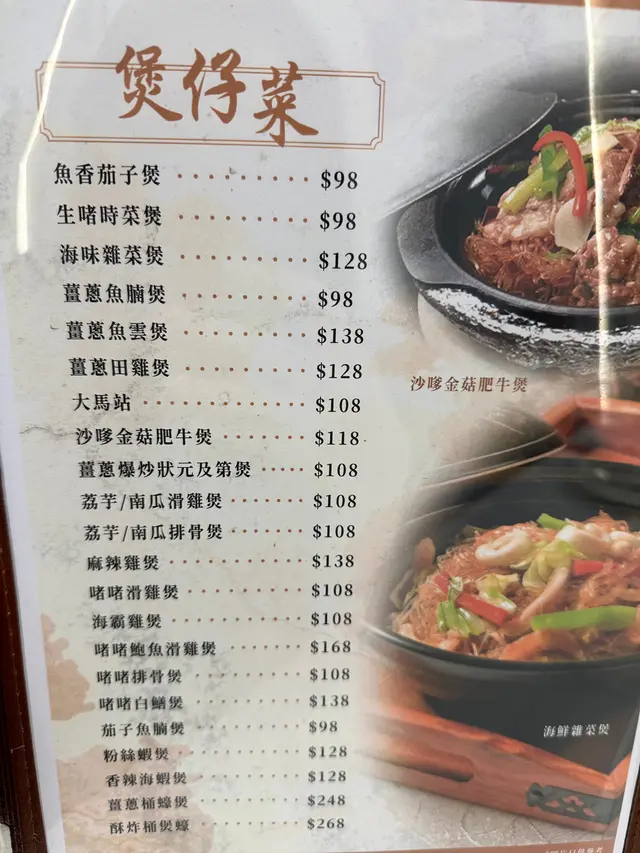 煲仔菜
魚香茄子煲 $98
生啫時菜煲 $98
海味雜菜煲 $128
薑蔥魚腩煲 $98
薑蔥魚雲煲 $138
薑蔥田雞煲 $128
大馬站 $108
沙嗲金菇肥牛煲 $118
薑蔥爆炒狀元及第煲 $108
荔芋/南瓜滑雞煲 $108
荔芋/南瓜排骨煲 $108
麻辣雞煲 $138
啫啫滑雞煲 $108
海霸雞煲 $108
啫啫鮑魚滑雞煲 $168
啫啫排骨煲 $108
啫啫白鱔煲 $138
茄子魚腩煲 $98
粉絲蝦煲 $128
香辣海蝦煲 $128
薑蔥桶蠔煲 $248
酥炸桶煲蠔 $268
沙嗲金菇肥牛煲
海鮮雜菜煲